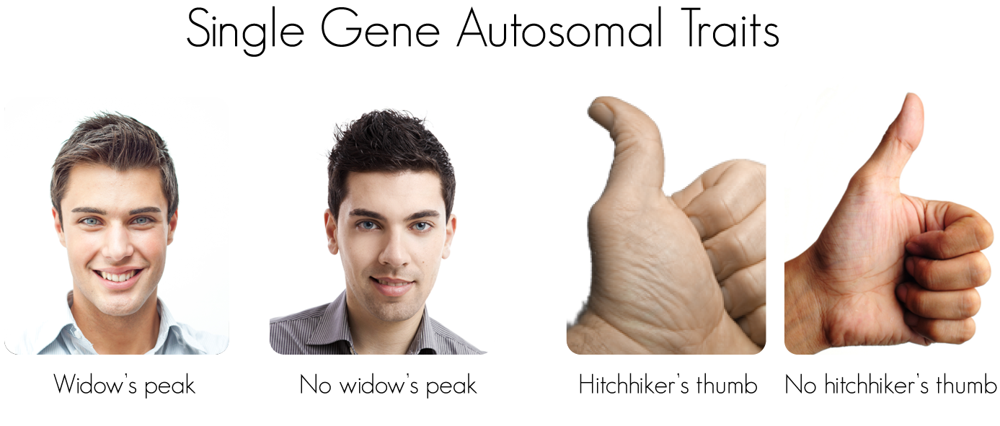 Single Gene Autosomal Traits
Widow's peak
No widow's peak
Hitchhiker's thumb
No hitchhiker's thumb